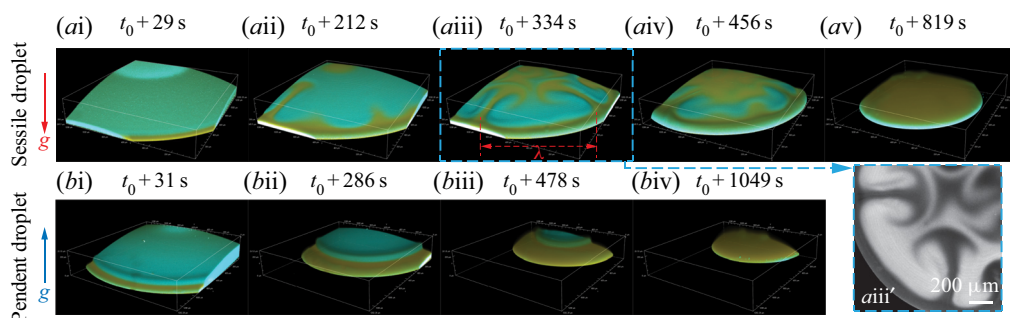 (ai) t₀ + 29 s (aii) t₀ + 212 s (aiii) t₀ + 334 s (aiv) t₀ + 456 s (av) t₀ + 819 s
Sessile droplet
g
λ
(bi) t₀ + 31 s (bii) t₀ + 286 s (biii) t₀ + 478 s (biv) t₀ + 1049 s
Pendent droplet
g
aiii′ 200 μm